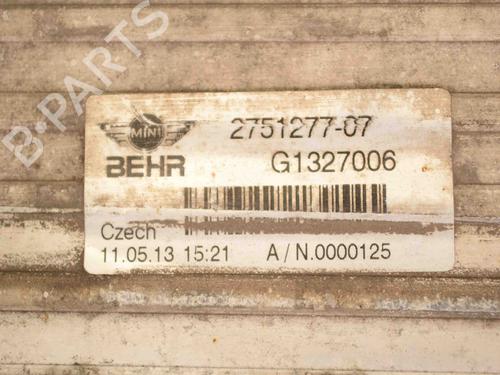 B-PARTS
MINI
2751277-07
BEHR
G1327006
Czech
11.05.13 15:21
A/N.0000125